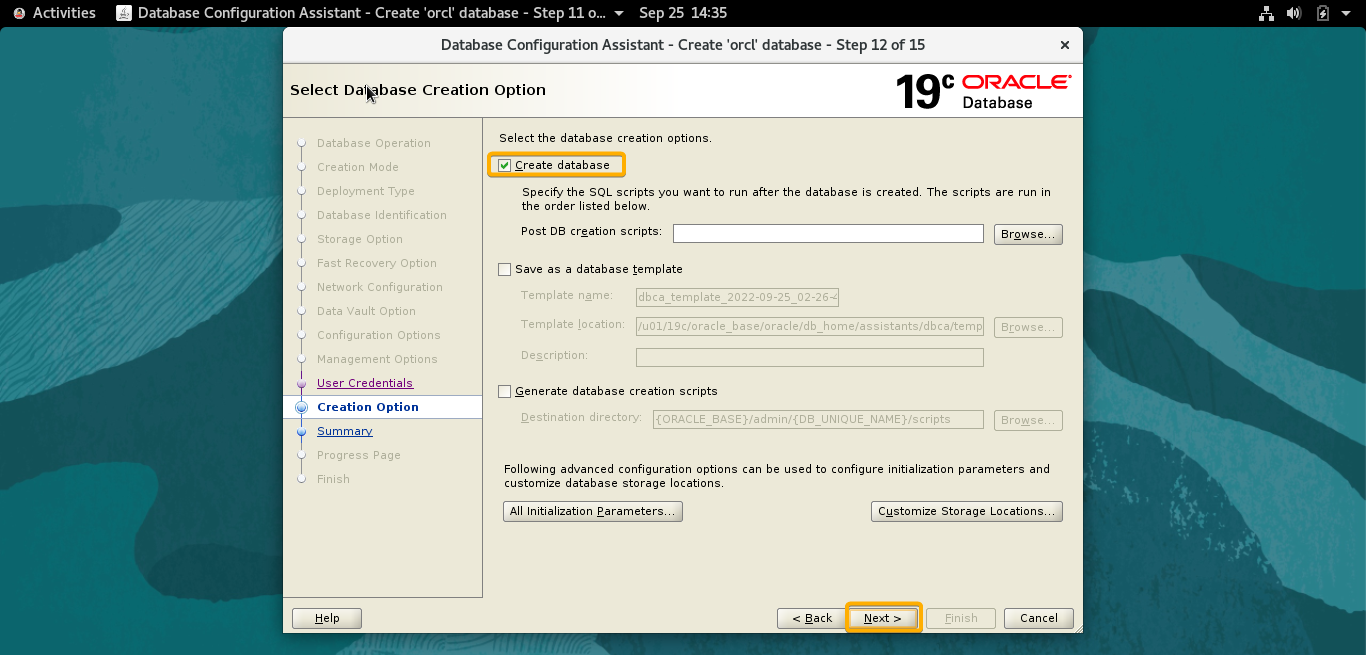 Activities
Database Configuration Assistant - Create 'orcl' database - Step 11 o...
Sep 25 14:35
Database Configuration Assistant - Create 'orcl' database - Step 12 of 15
×
Select Database Creation Option
19c ORACLE
Database
Database Operation
Creation Mode
Deployment Type
Database Identification
Storage Option
Fast Recovery Option
Network Configuration
Data Vault Option
Configuration Options
Management Options
User Credentials
Creation Option
Summary
Progress Page
Finish
Select the database creation options.
Create database
Specify the SQL scripts you want to run after the database is created. The scripts are run in
the order listed below.
Post DB creation scripts:
Browse...
Save as a database template
Template name: dbca_template_2022-09-25_02-26-4
Template location: /u01/19c/oracle_base/oracle/db_home/assistants/dbca/temp Browse...
Description:
Generate database creation scripts
Destination directory: {ORACLE_BASE}/admin/{DB_UNIQUE_NAME}/scripts Browse...
Following advanced configuration options can be used to configure initialization parameters and
customize database storage locations.
All Initialization Parameters...
Customize Storage Locations...
Help
< Back
Next >
Finish
Cancel